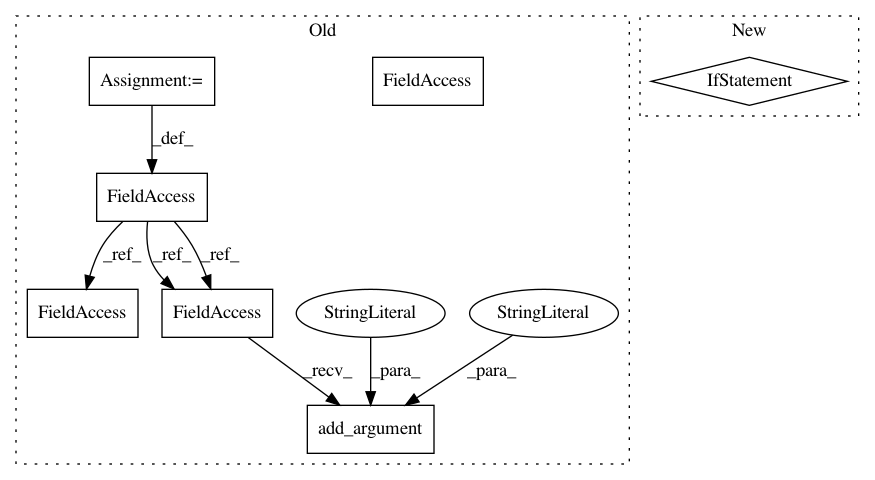 Old
New
Assignment:=
FieldAccess
IfStatement
_def_
FieldAccess
_ref_
_ref_
_ref_
FieldAccess
FieldAccess
StringLiteral
StringLiteral
_recv_
_para_
_para_
add_argument